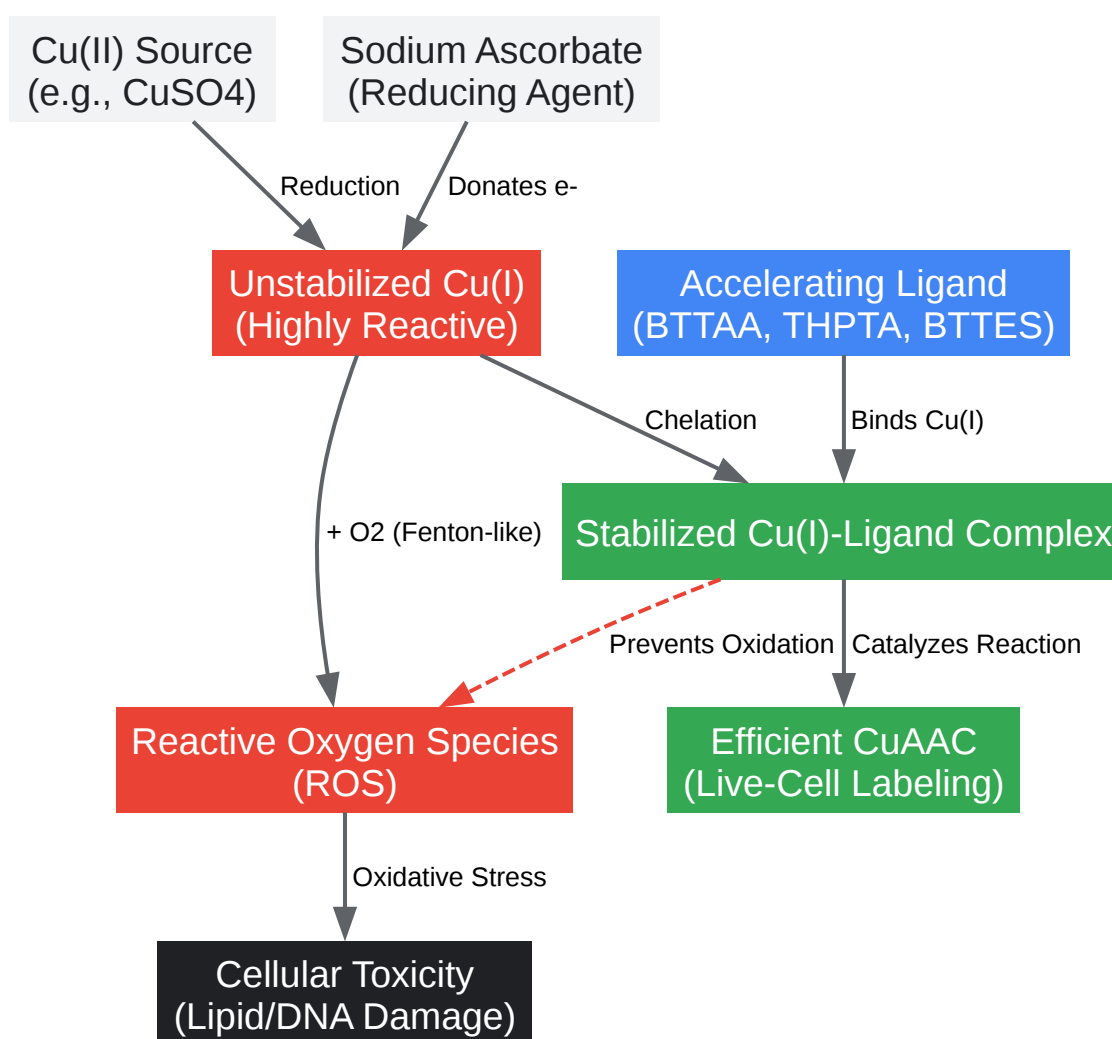 Cu(II) Source
(e.g., CuSO4)
Sodium Ascorbate
(Reducing Agent)
Reduction
Donates e-
Unstabilized Cu(I)
(Highly Reactive)
Accelerating Ligand
(BTTAA, THPTA, BTTES)
Chelation
Binds Cu(I)
+ O2 (Fenton-like)
Stabilized Cu(I)-Ligand Complex
Prevents Oxidation
Catalyzes Reaction
Reactive Oxygen Species
(ROS)
Efficient CuAAC
(Live-Cell Labeling)
Oxidative Stress
Cellular Toxicity
(Lipid/DNA Damage)